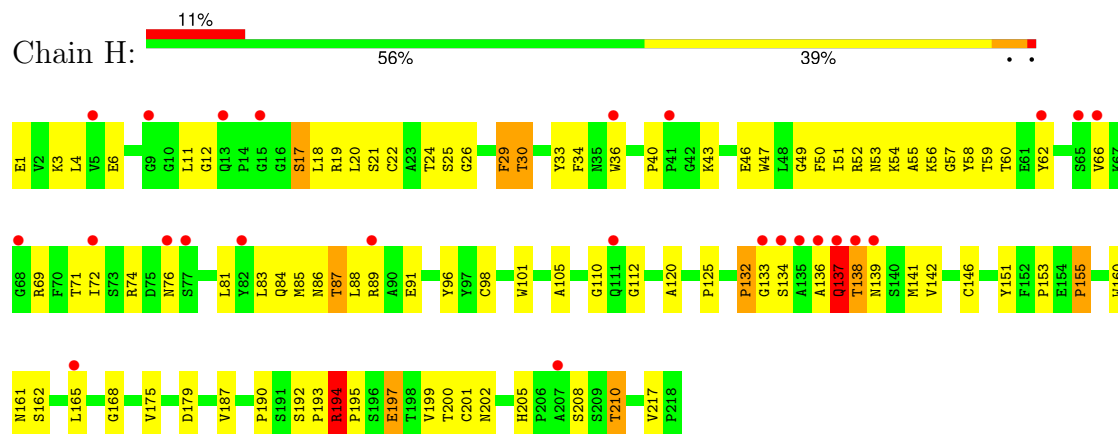 11%
Chain H:
56% 39% • •
E1 V2 K3 L4 V5 E6 G9 G10 L11 G12 Q13 P14 G15 G16 S17 L18 R19 L20 S21 C22 A23 T24 S25 G26 F29 T30 Y33 F34 N35 W36 P40 P41 G42 K43 E46 W47 L48 G49 F50 I51 R52 N53 K54 A55 K56 G57 Y58 T59 T60 E61 Y62 S65 V66 K67
G68 R69 F70 T71 I72 S73 R74 D75 N76 S77 L81 Y82 L83 Q84 M85 N86 T87 L88 R89 A90 E91 Y96 Y97 C98 W101 A105 G110 Q111 G112 A120 P125 P132 G133 S134 A135 A136 Q137 T138 N139 S140 M141 V142 C146 Y151 F152 P153 E154 P155 W160
N161 S162 L165 G168 V175 D179 V187 P190 S191 S192 P193 R194 P195 S196 E197 T198 V199 T200 C201 N202 H205 P206 A207 S208 S209 T210 V217 P218